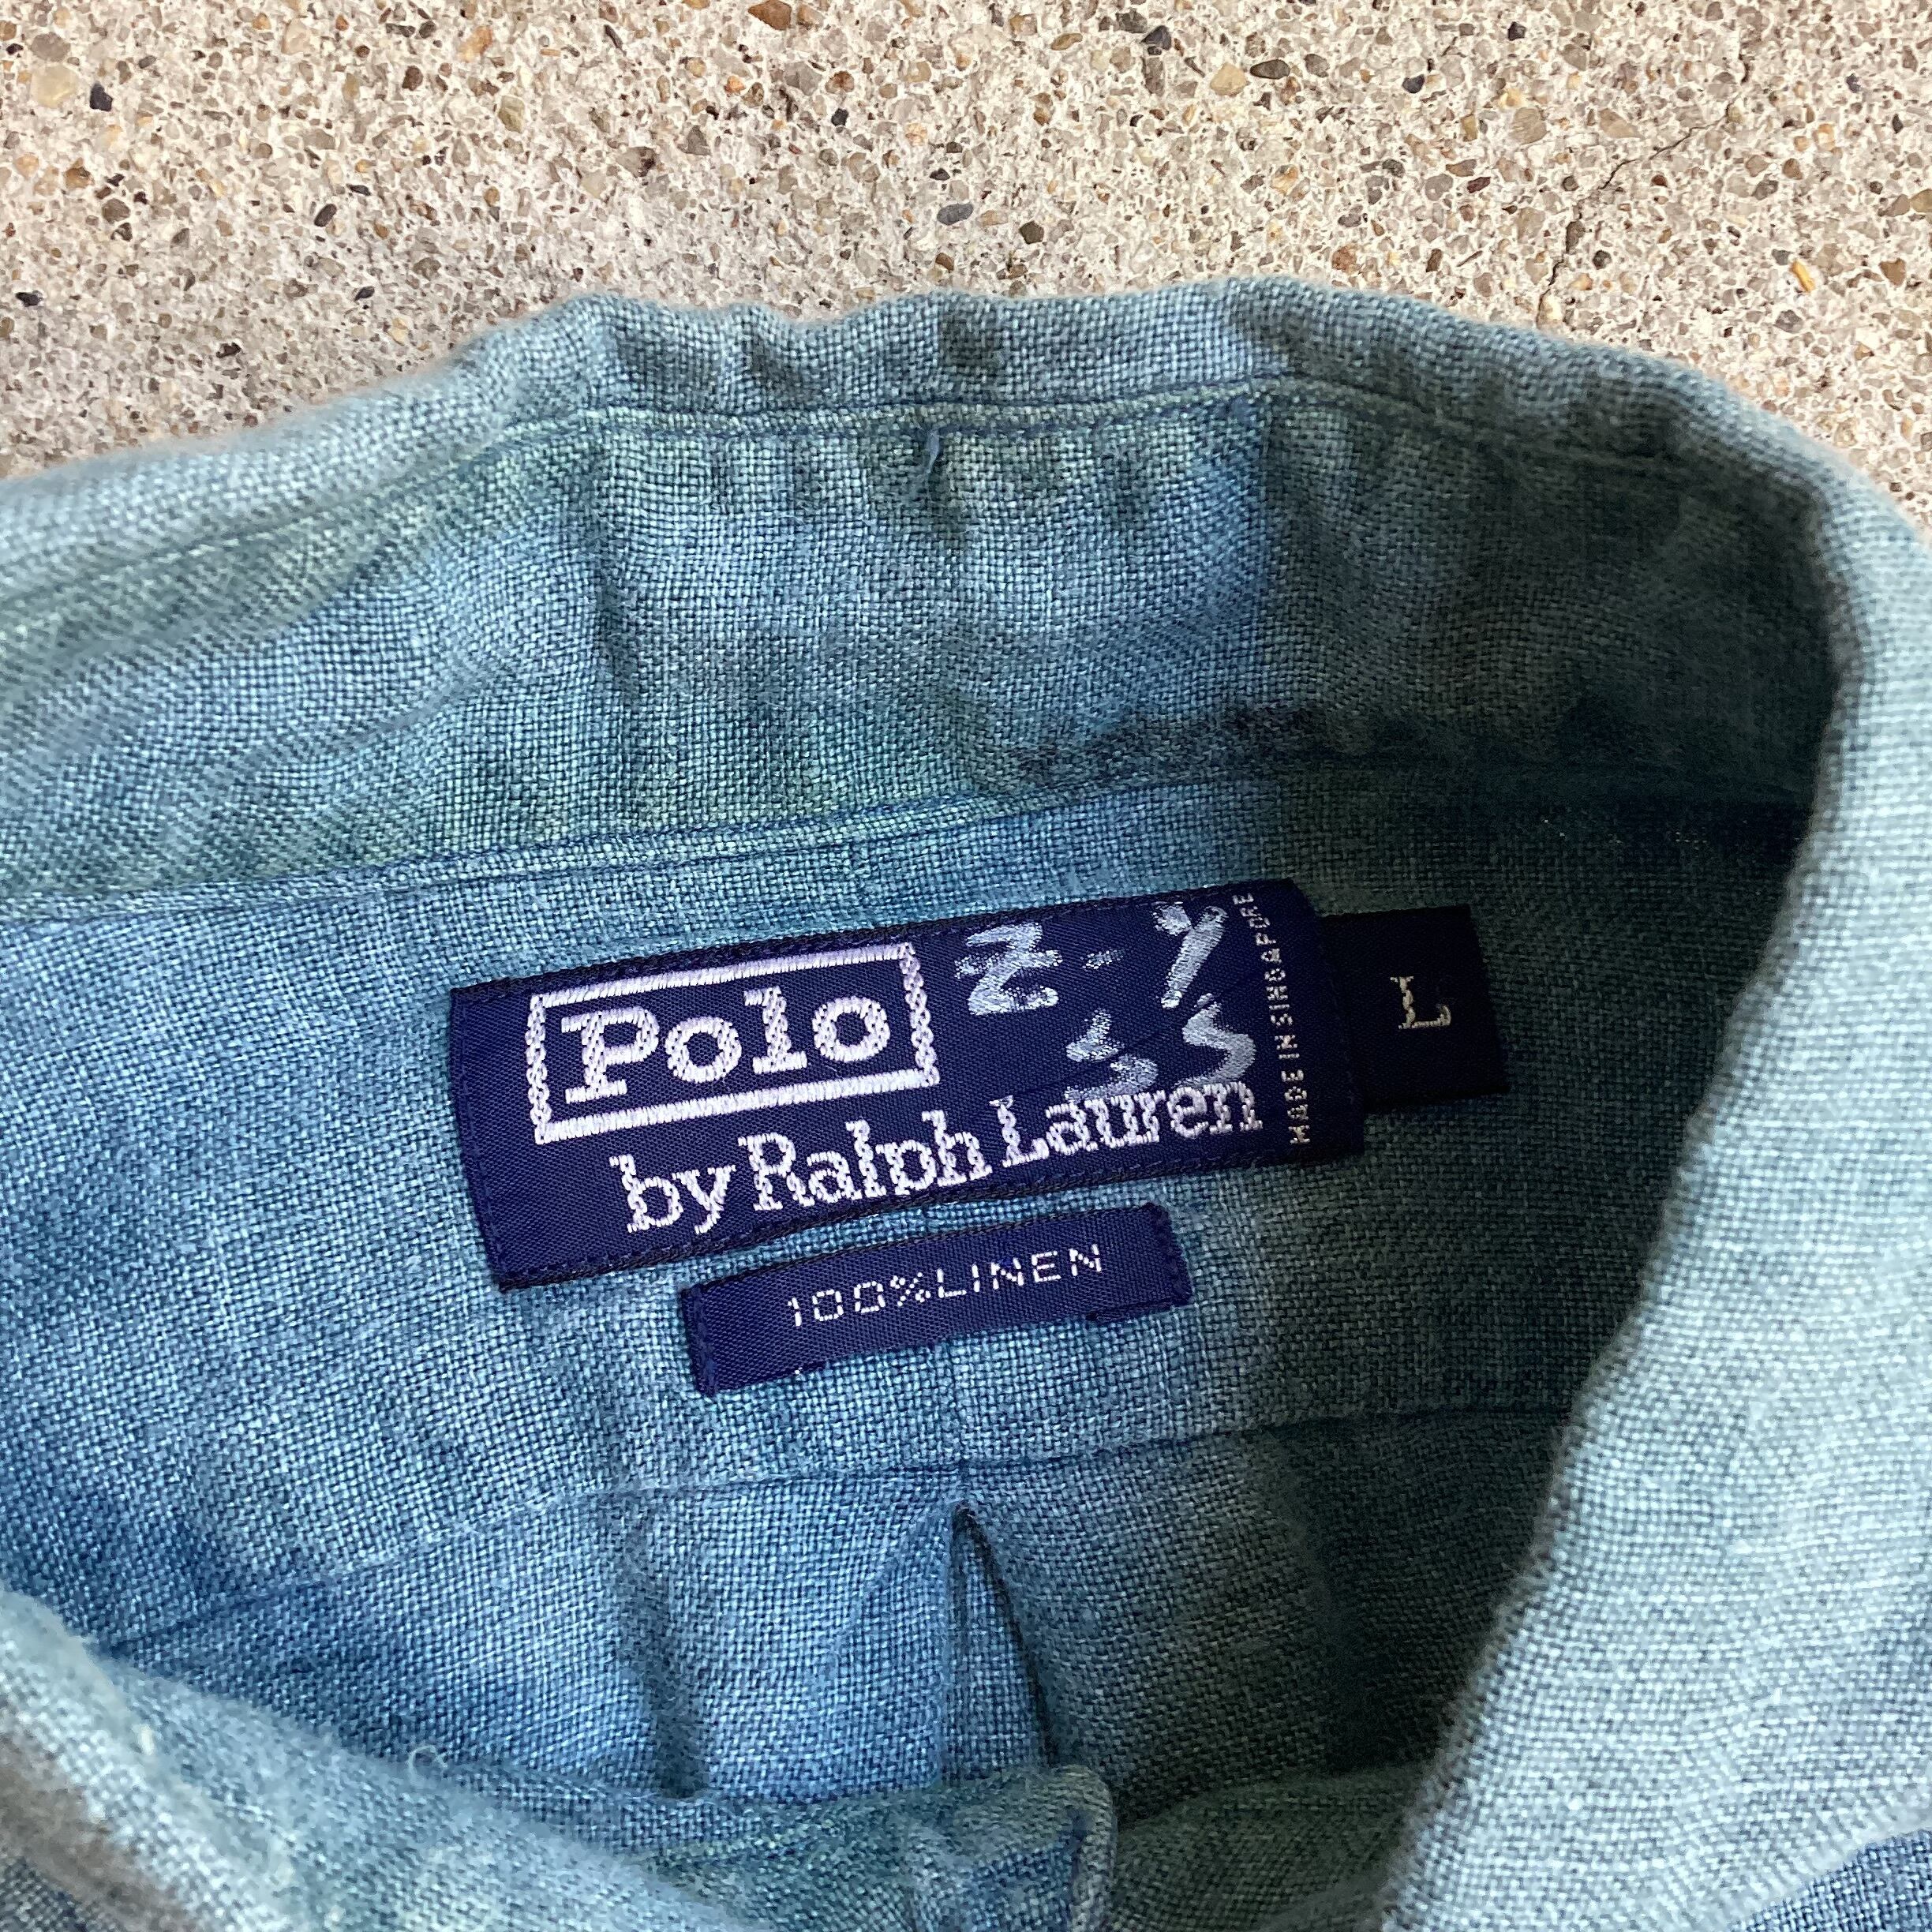 Polo
by Ralph Lauren
MADE IN SINGAPORE
L
100% LINEN